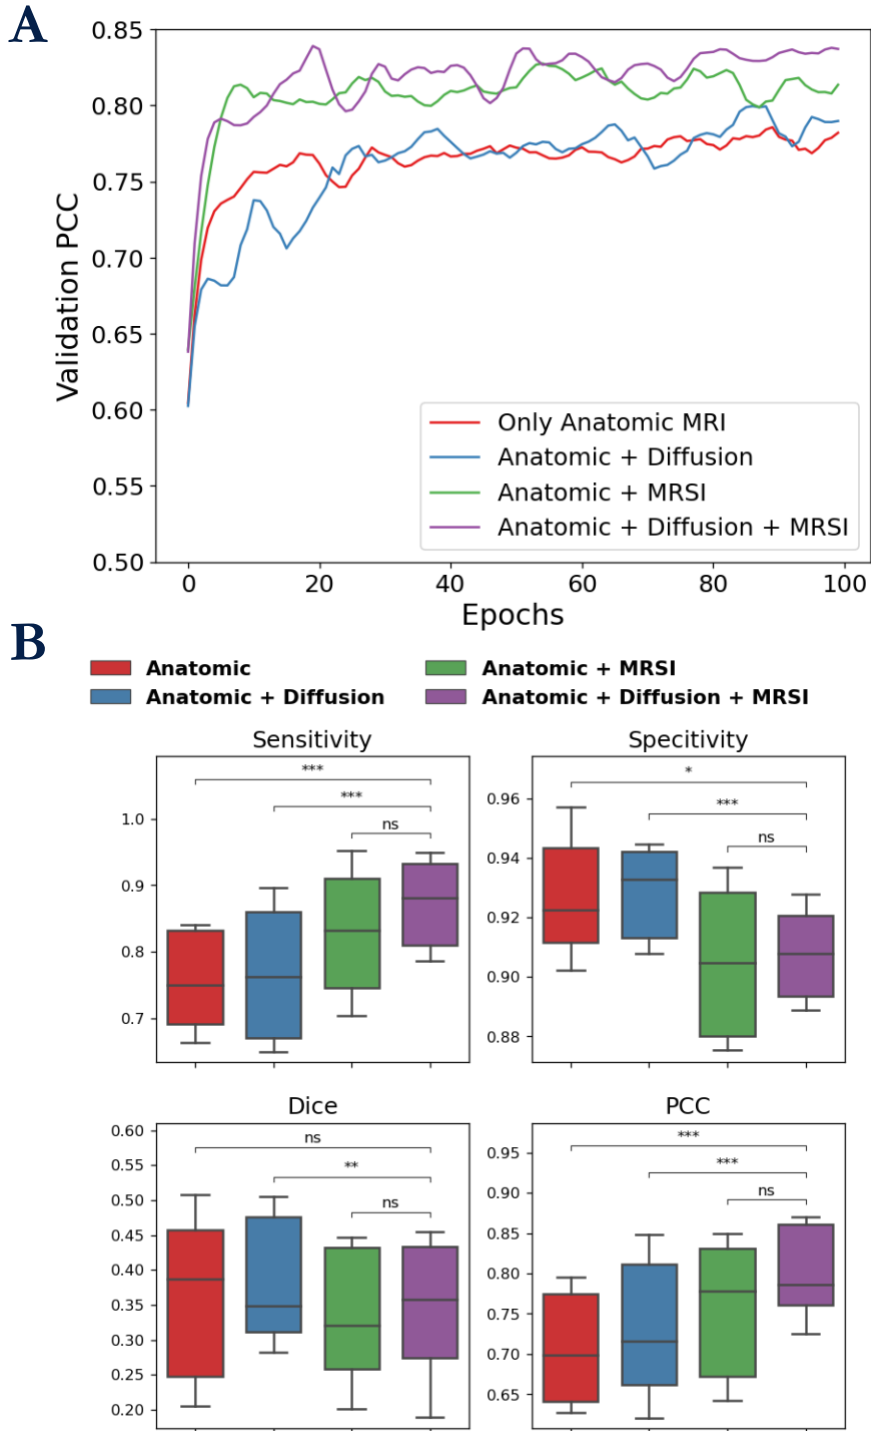 A
0.85
0.80
0.75
0.70
0.65
0.60
0.55
0.50
Validation PCC
Only Anatomic MRI
Anatomic + Diffusion
Anatomic + MRSI
Anatomic + Diffusion + MRSI
0 20 40 60 80 100
Epochs
B
Anatomic
Anatomic + Diffusion
Anatomic + MRSI
Anatomic + Diffusion + MRSI
Sensitivity
***
***
ns
1.0
0.9
0.8
0.7
Specitivity
*
***
ns
0.96
0.94
0.92
0.90
0.88
Dice
ns
**
ns
0.60
0.55
0.50
0.45
0.40
0.35
0.30
0.25
0.20
PCC
***
***
ns
0.95
0.90
0.85
0.80
0.75
0.70
0.65